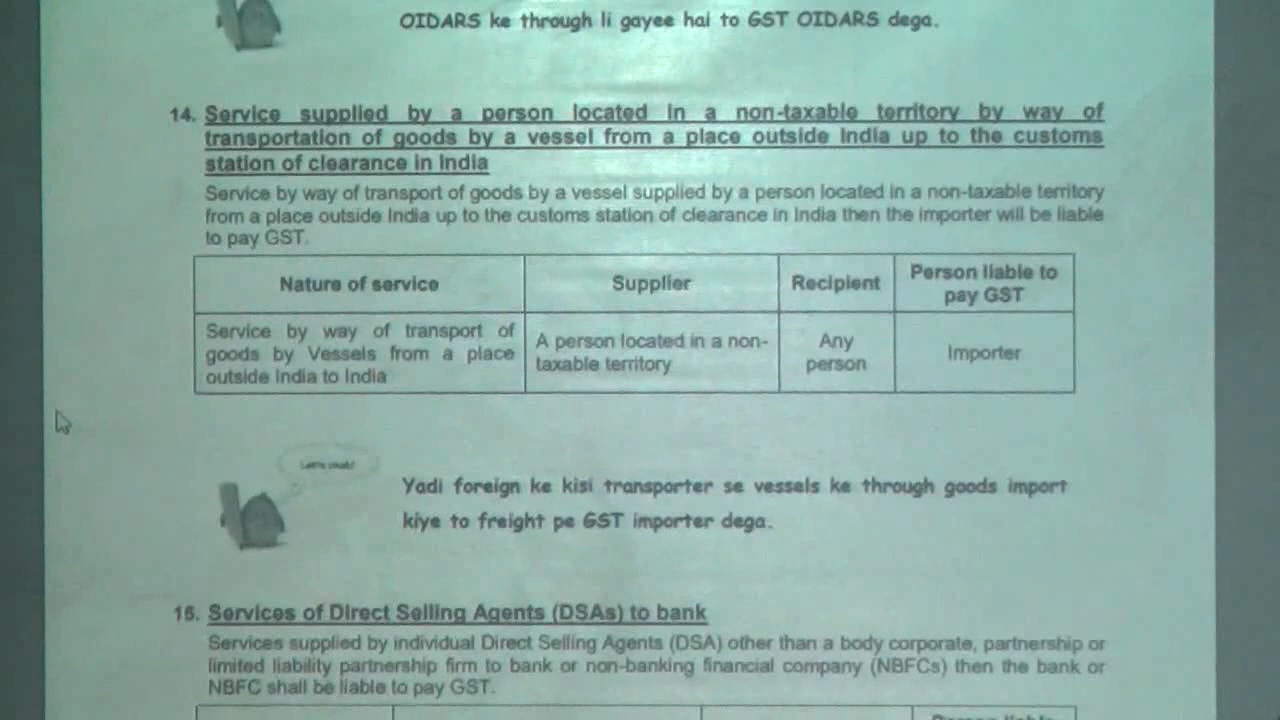 OIDARS ke through li gayee hai to GST OIDARS dega.
14. Service supplied by a person located in a non-taxable territory by way of
transportation of goods by a vessel from a place outside India up to the customs
station of clearance in India
Service by way of transport of goods by a vessel supplied by a person located in a non-taxable territory
from a place outside India up to the customs station of clearance in India then the importer will be liable
to pay GST.
Nature of service
Supplier
Recipient
Person liable to
pay GST
Service by way of transport of
goods by Vessels from a place
outside India to India
A person located in a non-
taxable territory
Any
person
Importer
Yadi foreign ke kisi transporter se vessels ke through goods import
kiye to freight pe GST importer dega.
15. Services of Direct Selling Agents (DSAs) to bank
Services supplied by individual Direct Selling Agents (DSA) other than a body corporate, partnership or
limited liability partnership firm to bank or non-banking financial company (NBFCs) then the bank or
NBFC shall be liable to pay GST.